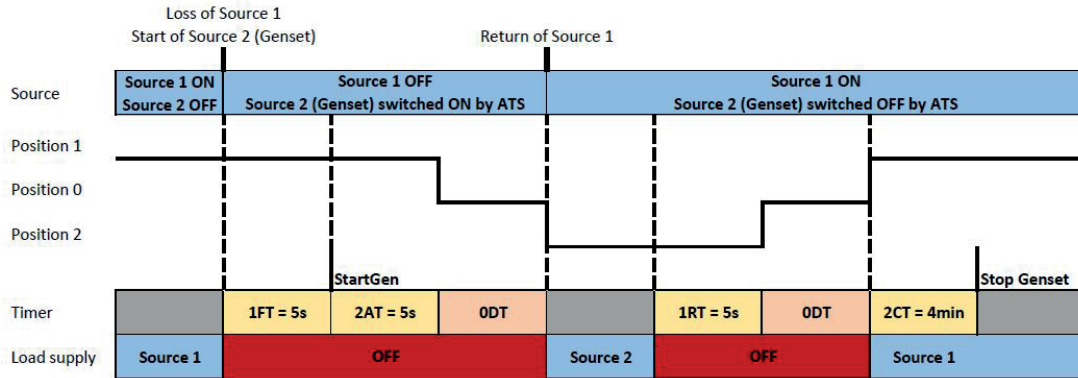 Loss of Source 1
Start of Source 2 (Genset)
Return of Source 1
Source
Source 1 ON
Source 2 OFF
Source 1 OFF
Source 2 (Genset) switched ON by ATS
Source 1 ON
Source 2 (Genset) switched OFF by ATS
Position 1
Position 0
Position 2
StartGen
Stop Genset
Timer
1FT = 5s
2AT = 5s
0DT
1RT = 5s
0DT
2CT = 4min
Load supply
Source 1
OFF
Source 2
OFF
Source 1